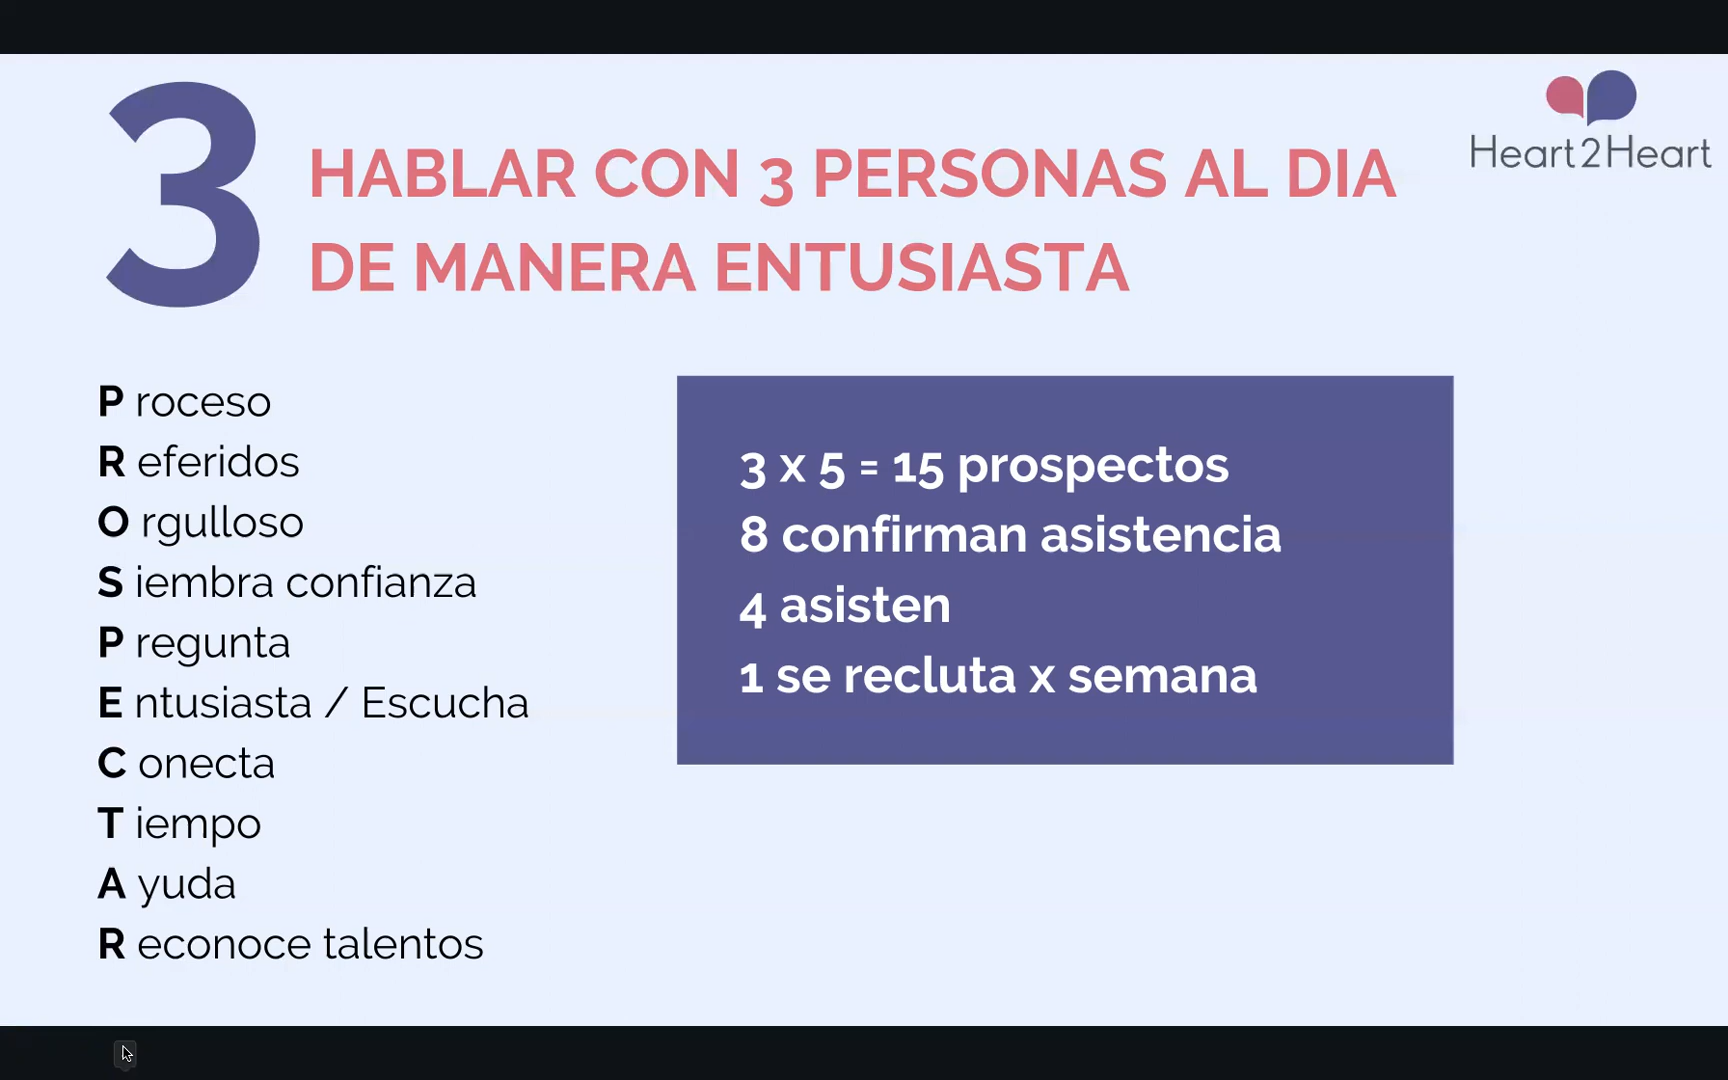 3
HABLAR CON 3 PERSONAS AL DIA
DE MANERA ENTUSIASTA
Heart2Heart
P roceso
R eferidos
O rgulloso
S iembra confianza
P regunta
E ntusiasta / Escucha
C onecta
T iempo
A yuda
R econoce talentos
3 x 5 = 15 prospectos
8 confirman asistencia
4 asisten
1 se recluta x semana